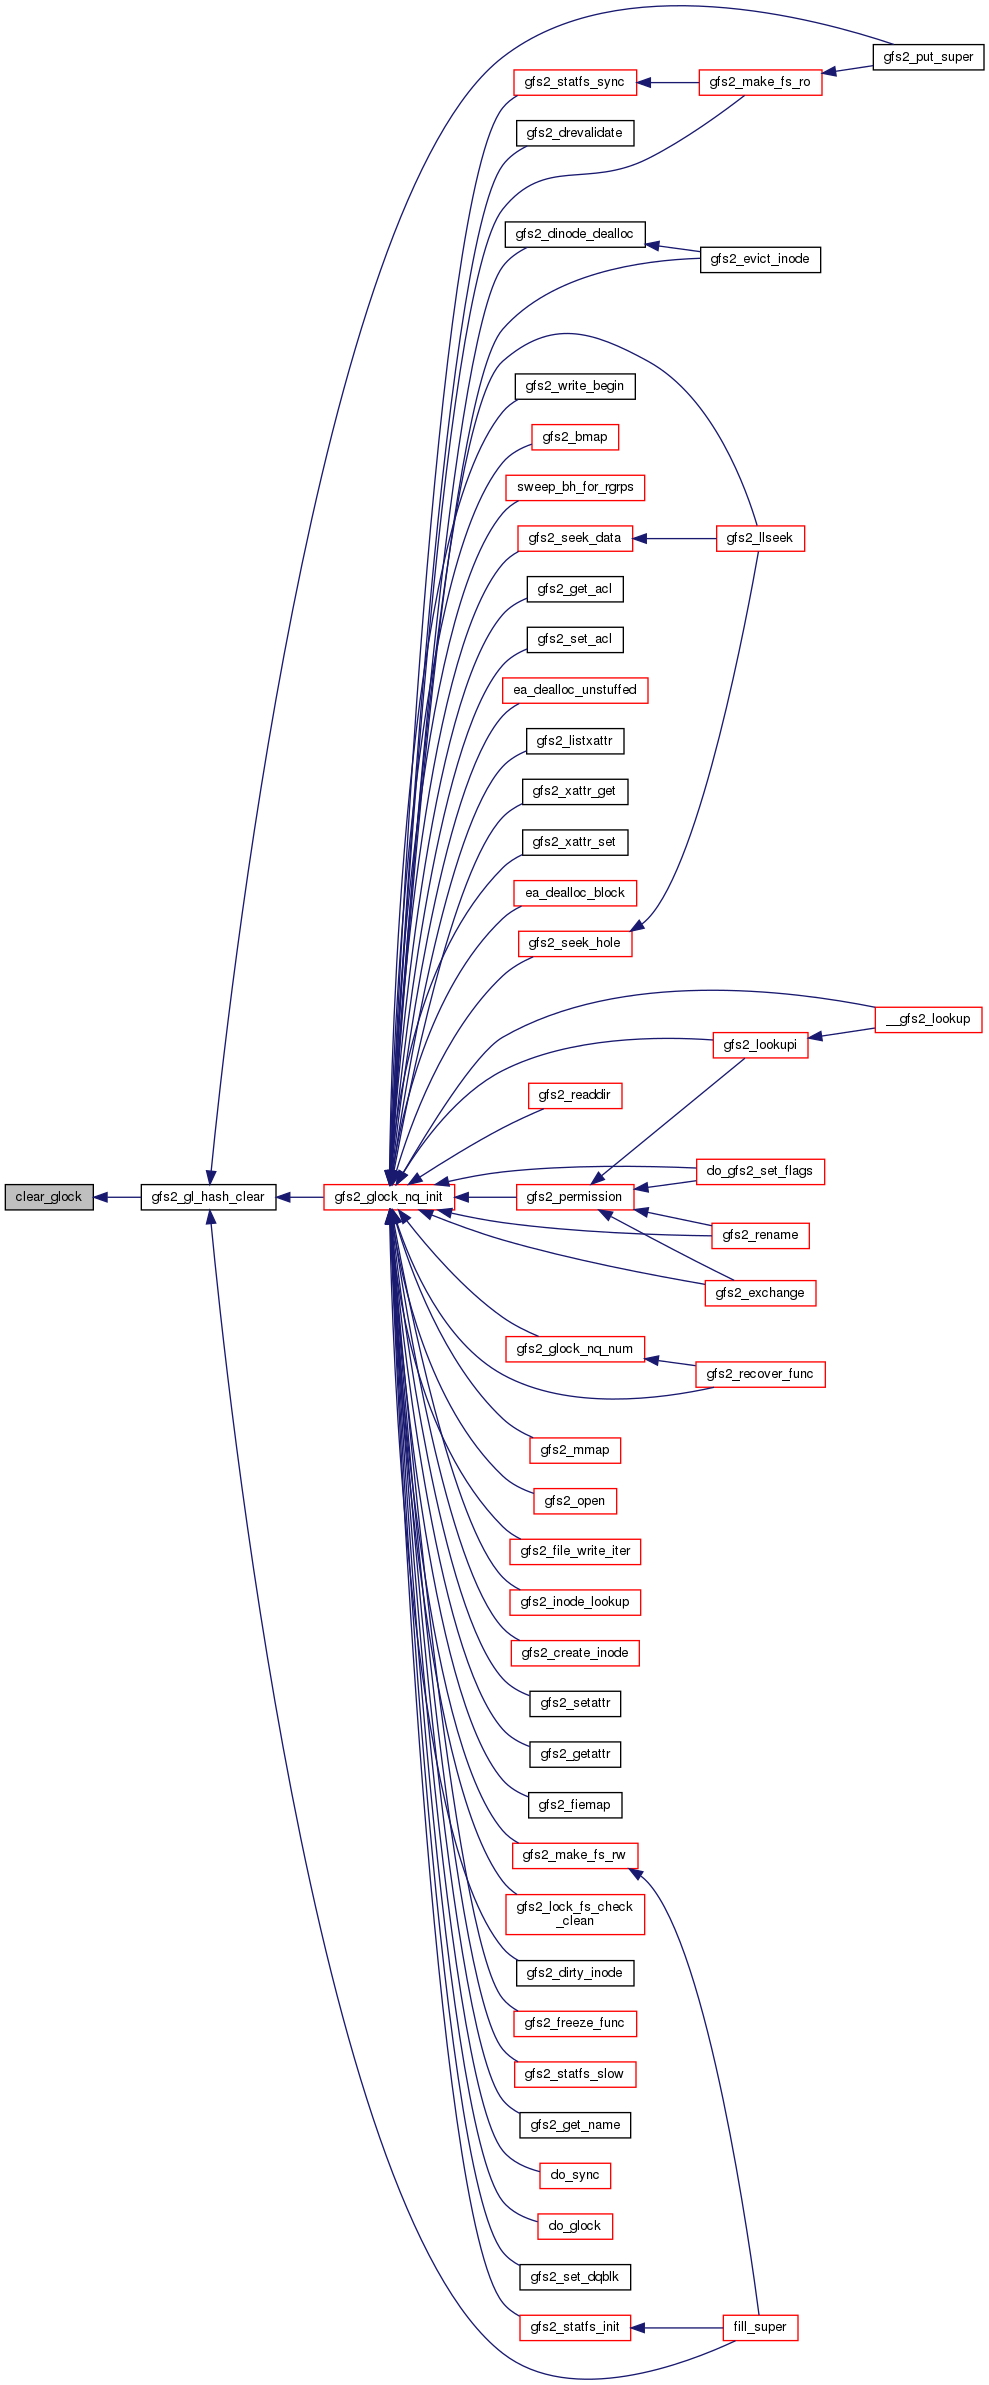 gfs2_put_super
gfs2_statfs_sync
gfs2_make_fs_ro
gfs2_drevalidate
gfs2_dinode_dealloc
gfs2_evict_inode
gfs2_write_begin
gfs2_bmap
sweep_bh_for_rgrps
gfs2_seek_data
gfs2_llseek
gfs2_get_acl
gfs2_set_acl
ea_dealloc_unstuffed
gfs2_listxattr
gfs2_xattr_get
gfs2_xattr_set
ea_dealloc_block
gfs2_seek_hole
__gfs2_lookup
gfs2_lookupi
gfs2_readdir
do_gfs2_set_flags
clear_glock
gfs2_gl_hash_clear
gfs2_glock_nq_init
gfs2_permission
gfs2_rename
gfs2_exchange
gfs2_glock_nq_num
gfs2_recover_func
gfs2_mmap
gfs2_open
gfs2_file_write_iter
gfs2_inode_lookup
gfs2_create_inode
gfs2_setattr
gfs2_getattr
gfs2_fiemap
gfs2_make_fs_rw
gfs2_lock_fs_check
_clean
gfs2_dirty_inode
gfs2_freeze_func
gfs2_statfs_slow
gfs2_get_name
do_sync
do_glock
gfs2_set_dqblk
gfs2_statfs_init
fill_super